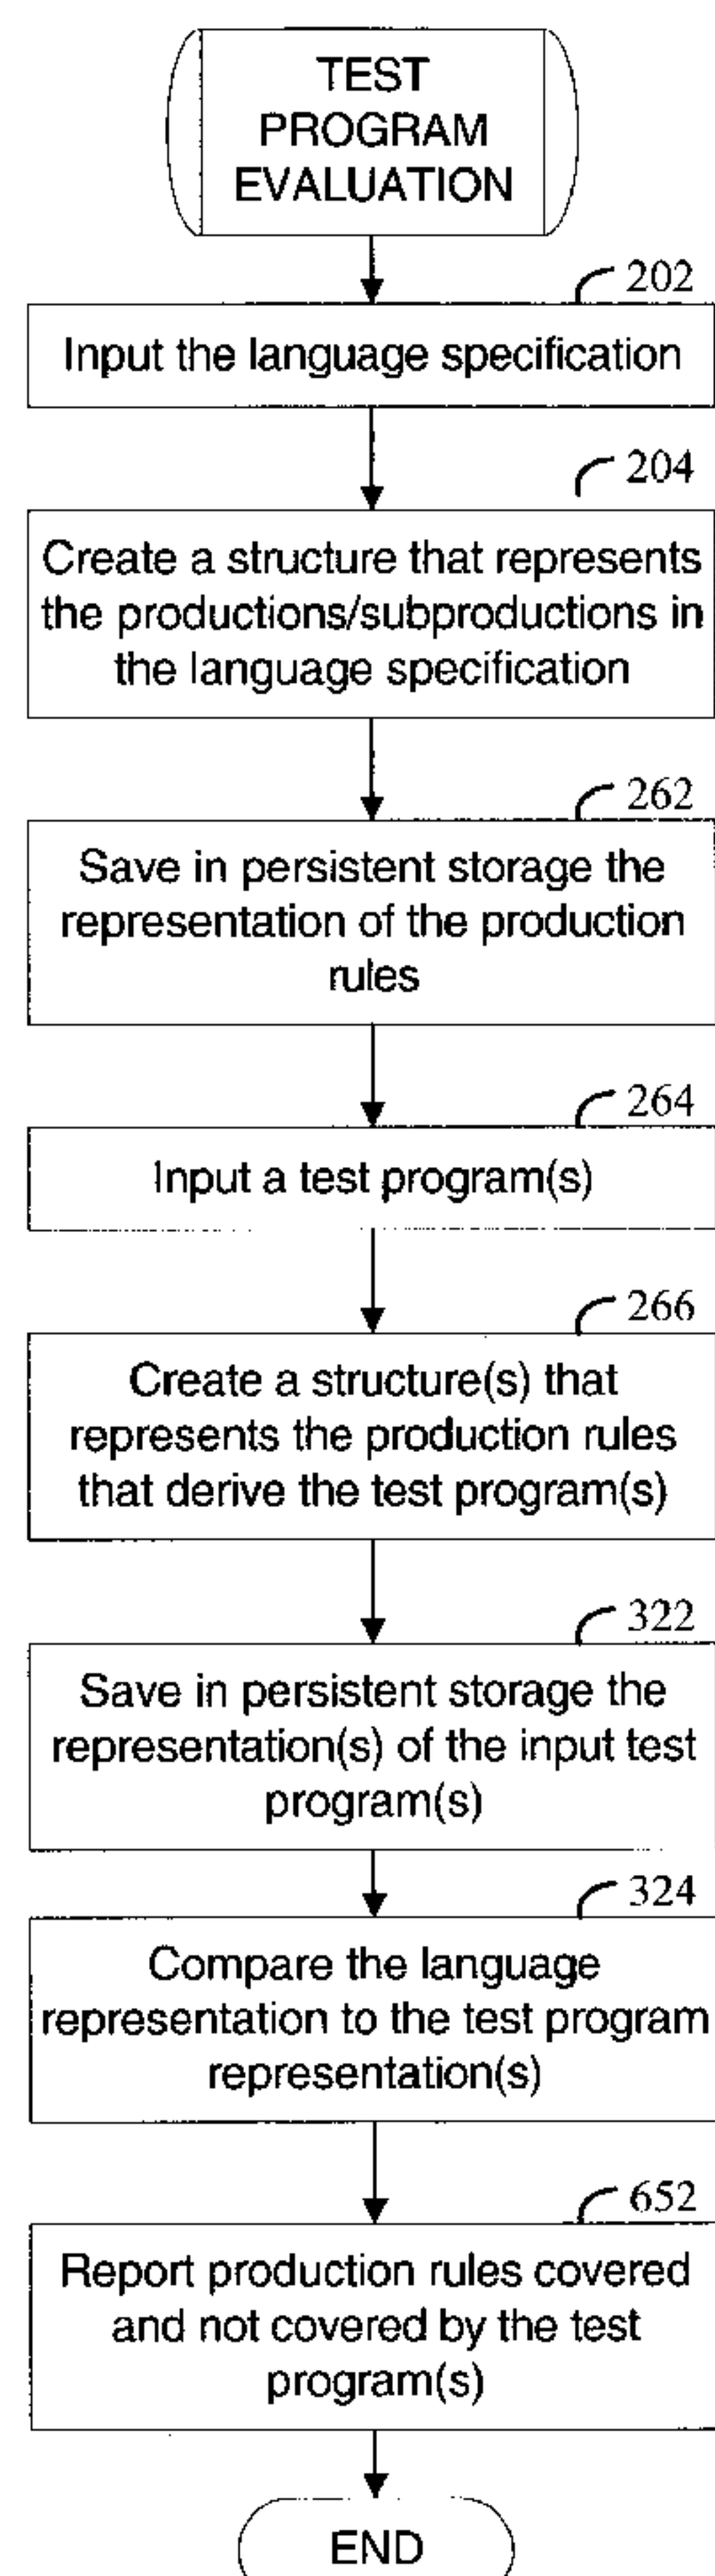 TEST
PROGRAM
EVALUATION
202
Input the language specification
204
Create a structure that represents
the productions/subproductions in
the language specification
262
Save in persistent storage the
representation of the production
rules
264
Input a test program(s)
266
Create a structure(s) that
represents the production rules
that derive the test program(s)
322
Save in persistent storage the
representation(s) of the input test
program(s)
324
Compare the language
representation to the test program
representation(s)
652
Report production rules covered
and not covered by the test
program(s)
END